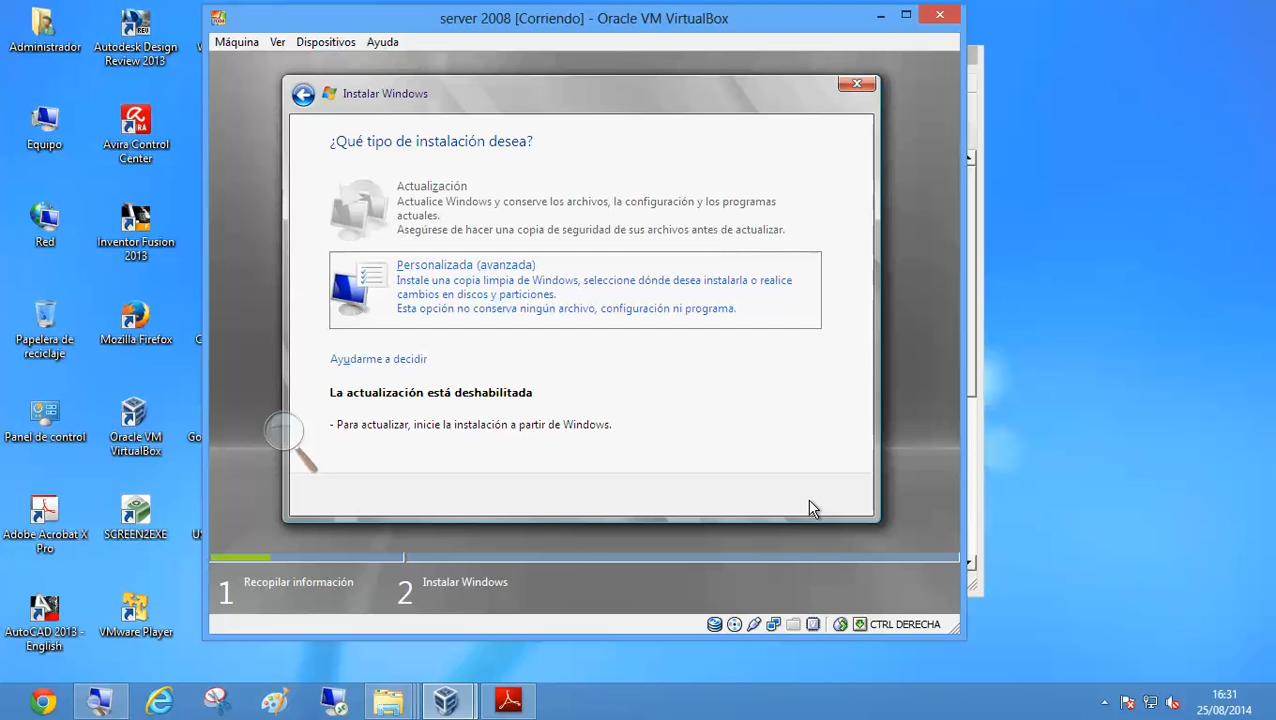 server 2008 [Corriendo] - Oracle VM VirtualBox
Máquina Ver Dispositivos Ayuda
Instalar Windows
¿Qué tipo de instalación desea?
Actualización
Actualice Windows y conserve los archivos, la configuración y los programas
actuales.
Asegúrese de hacer una copia de seguridad de sus archivos antes de actualizar.
Personalizada (avanzada)
Instale una copia limpia de Windows, seleccione dónde desea instalarla o realice
cambios en discos y particiones.
Esta opción no conserva ningún archivo, configuración ni programa.
Ayudarme a decidir
La actualización está deshabilitada
- Para actualizar, inicie la instalación a partir de Windows.
1 Recopilar información
2 Instalar Windows
CTRL DERECHA
Administrador
Autodesk Design
Review 2013
Equipo
Avira Control
Center
Red
Inventor Fusion
2013
Papelera de
reciclaje
Mozilla Firefox
Panel de control
Oracle VM
VirtualBox
Adobe Acrobat X
Pro
SCREEN2EXE
AutoCAD 2013 -
English
VMware Player
16:31
25/08/2014